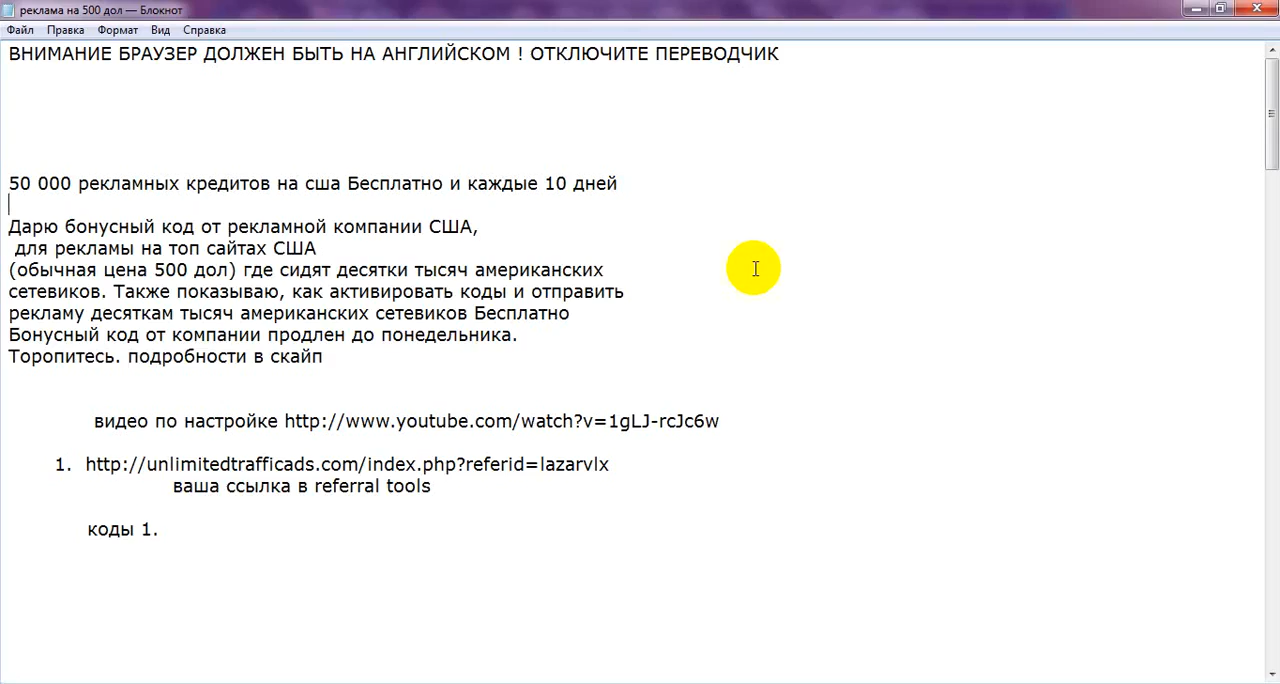 реклама на 500 дол — Блокнот
Файл Правка Формат Вид Справка
ВНИМАНИЕ БРАУЗЕР ДОЛЖЕН БЫТЬ НА АНГЛИЙСКОМ ! ОТКЛЮЧИТЕ ПЕРЕВОДЧИК
50 000 рекламных кредитов на сша Бесплатно и каждые 10 дней
Дарю бонусный код от рекламной компании США,
для рекламы на топ сайтах США
(обычная цена 500 дол) где сидят десятки тысяч американских
сетевиков. Также показываю, как активировать коды и отправить
рекламу десяткам тысяч американских сетевиков Бесплатно
Бонусный код от компании продлен до понедельника.
Торопитесь. подробности в скайп
видео по настройке http://www.youtube.com/watch?v=1gLJ-rcJc6w
1. http://unlimitedtrafficads.com/index.php?referid=lazarvlx
ваша ссылка в referral tools
коды 1.